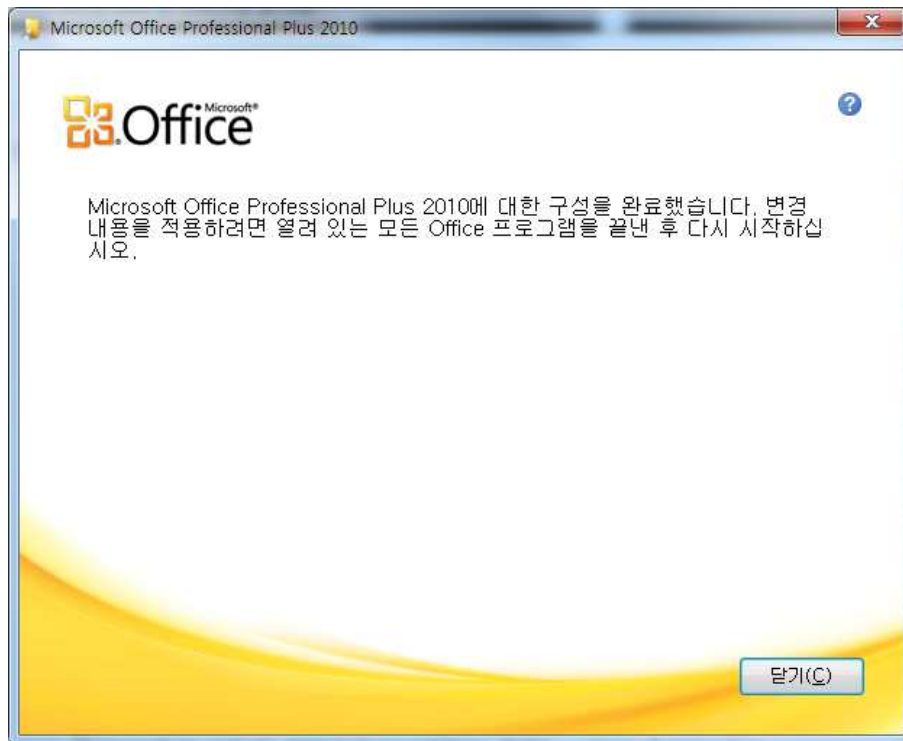 Microsoft Office Professional Plus 2010
Microsoft®
Office
Microsoft Office Professional Plus 2010에 대한 구성을 완료했습니다. 변경
내용을 적용하려면 열려 있는 모든 Office 프로그램을 끝낸 후 다시 시작하십
시오.
닫기(C)